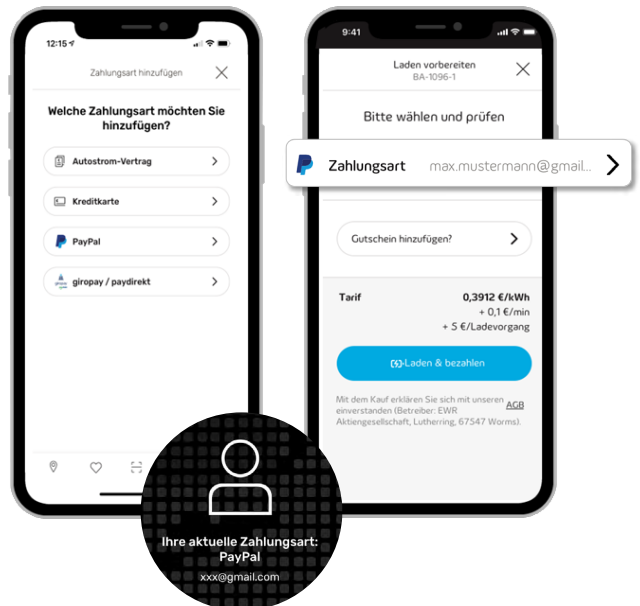 12:15
Zahlungsart hinzufügen
Welche Zahlungsart möchten Sie
hinzufügen?
Autostrom-Vertrag
Kreditkarte
PayPal
giropay / paydirekt
9:41
Laden vorbereiten
BA-1096-1
Bitte wählen und prüfen
Zahlungsart max.mustermann@gmail...
Gutschein hinzufügen?
Tarif 0,3912 €/kWh
+ 0,1 €/min
+ 5 €/Ladevorgang
Laden & bezahlen
Mit dem Kauf erklären Sie sich mit unseren AGB
einverstanden (Betreiber: EWR
Aktiengesellschaft, Lutherring, 67547 Worms).
Ihre aktuelle Zahlungsart:
PayPal
xxx@gmail.com